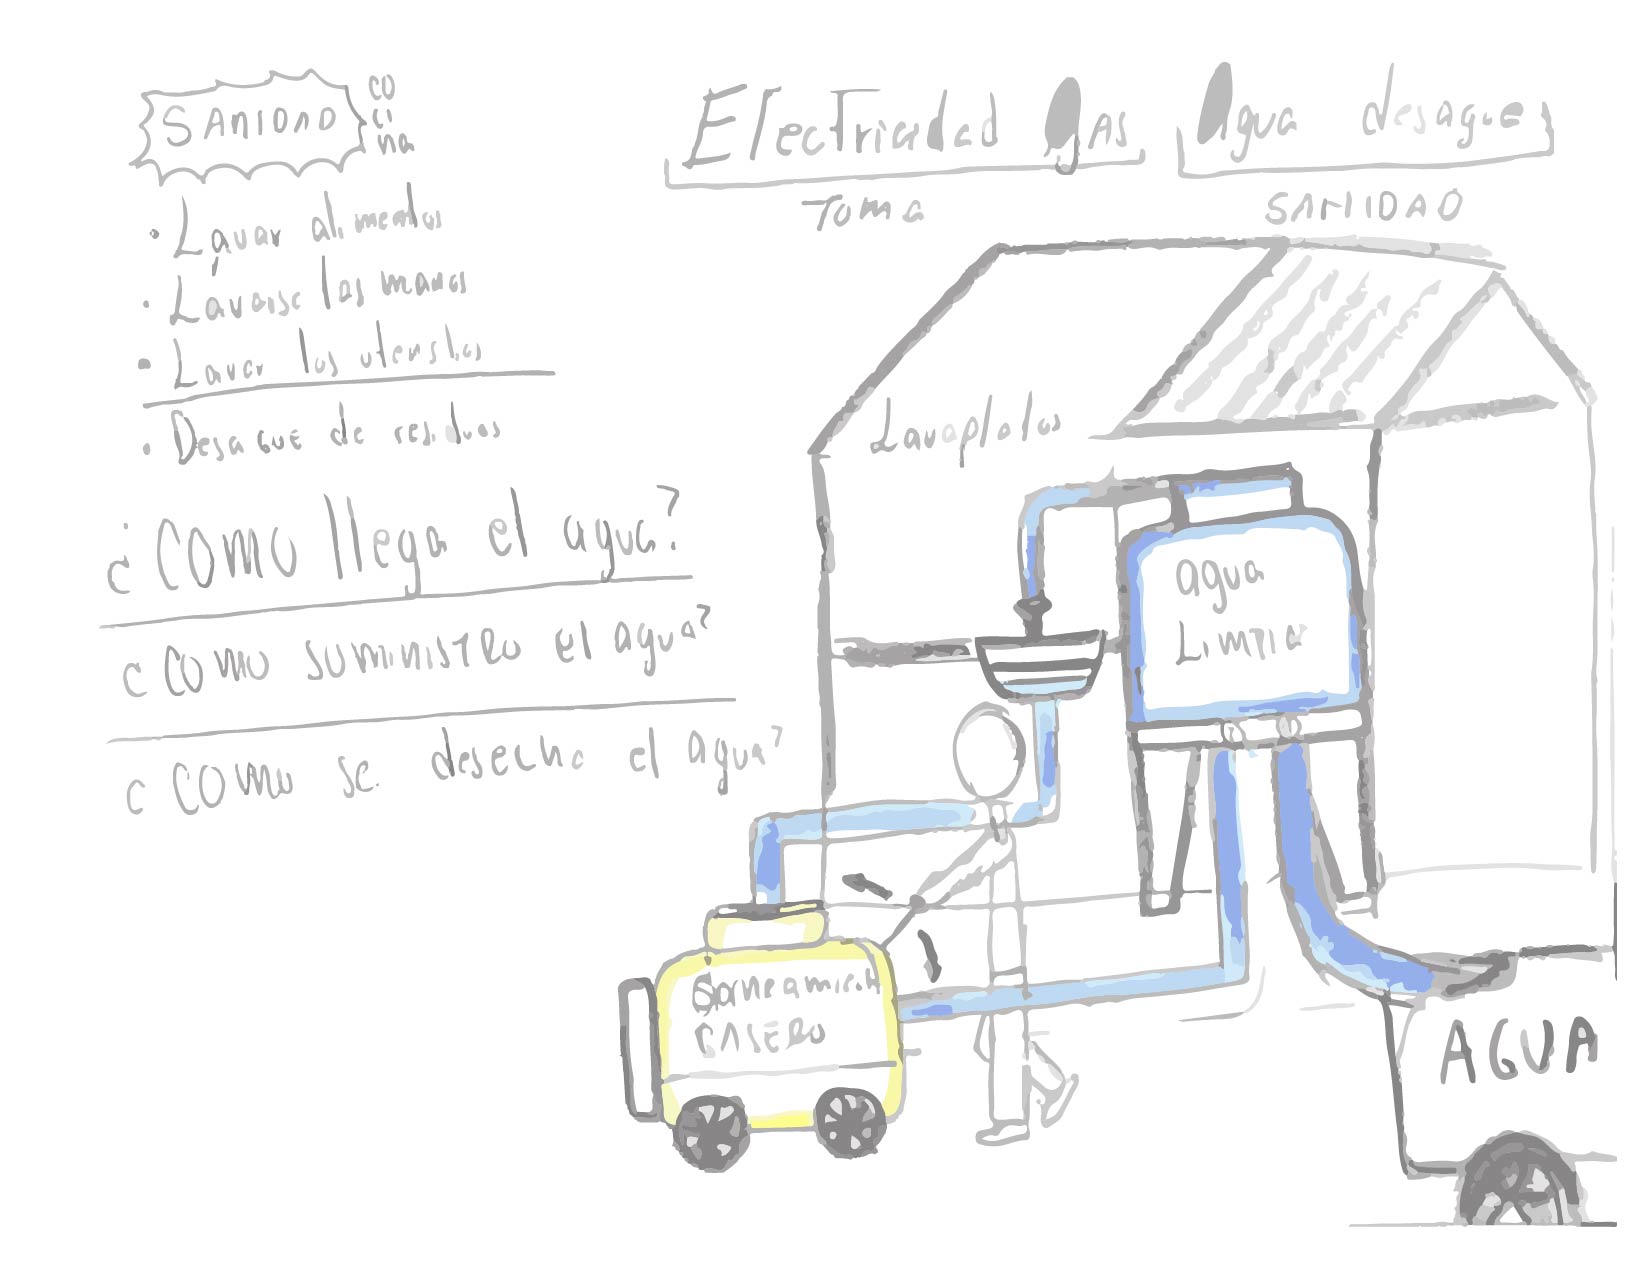 SANIDAD
CO
CI
na
• Lavar alimentos
• Lavarse las manos
• Lavar los utensilios
• Desague de residuos
¿Como llega el agua?
¿Como suministro el agua?
¿Como se desecha el agua?
Electricidad gas
Toma
Agua desague
SANIDAD
Lavaplatos
agua
Limpia
Saneamient
CASERO
AGUA